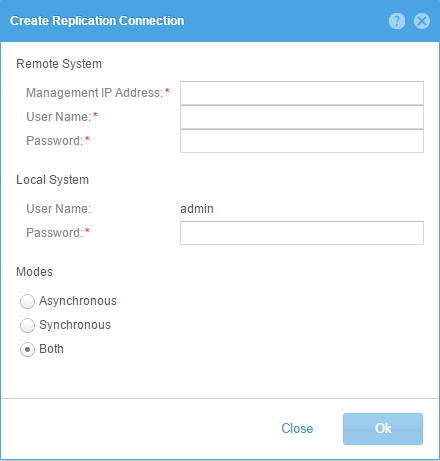 Create Replication Connection ? ×
Remote System
Management IP Address: *
User Name: *
Password: *
Local System
User Name: admin
Password: *
Modes
Asynchronous
Synchronous
Both
Close Ok